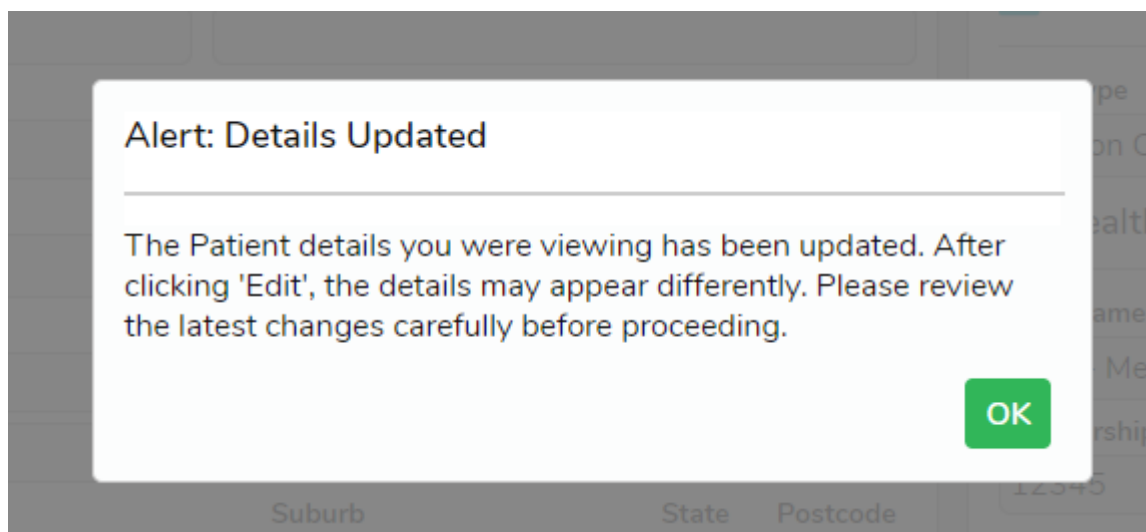 Alert: Details Updated
The Patient details you were viewing has been updated. After
clicking 'Edit', the details may appear differently. Please review
the latest changes carefully before proceeding.
OK
Suburb State Postcode
12345